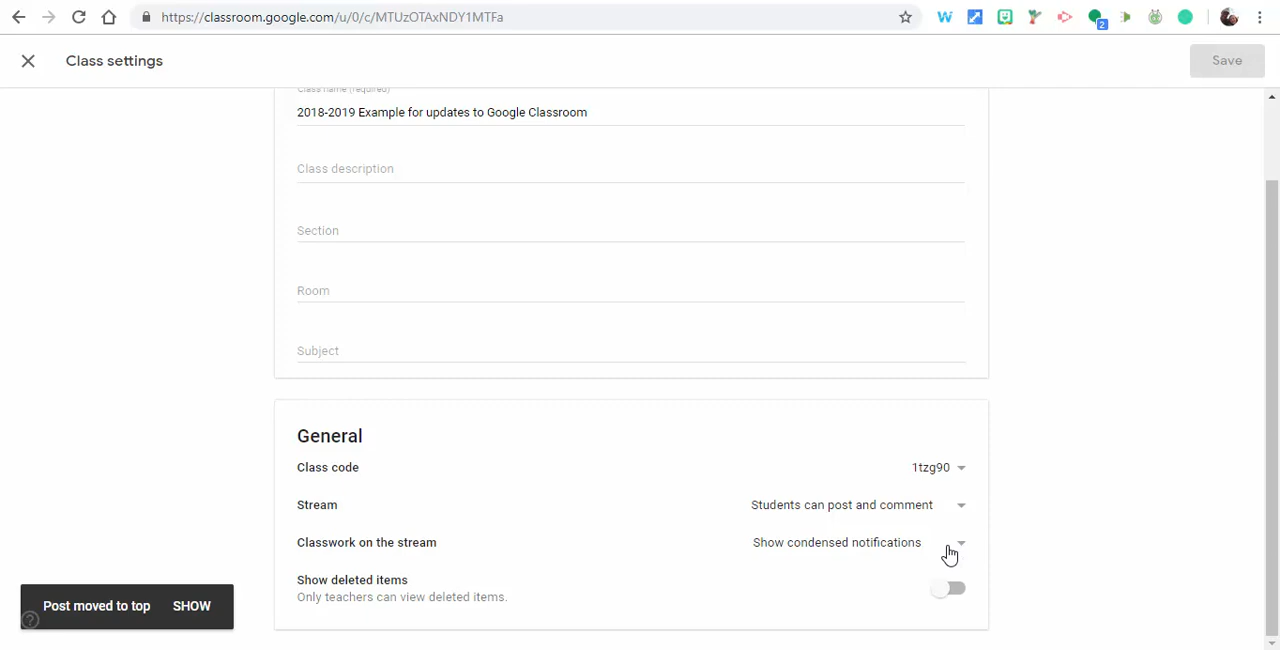 https://classroom.google.com/u/0/c/MTUzOTAxNDY1MTFa
W
2
Class settings
Save
Class name (required)
2018-2019 Example for updates to Google Classroom
Class description
Section
Room
Subject
General
Class code 1tzg90
Stream Students can post and comment
Classwork on the stream Show condensed notifications
Show deleted items
Only teachers can view deleted items.
Post moved to top SHOW
?